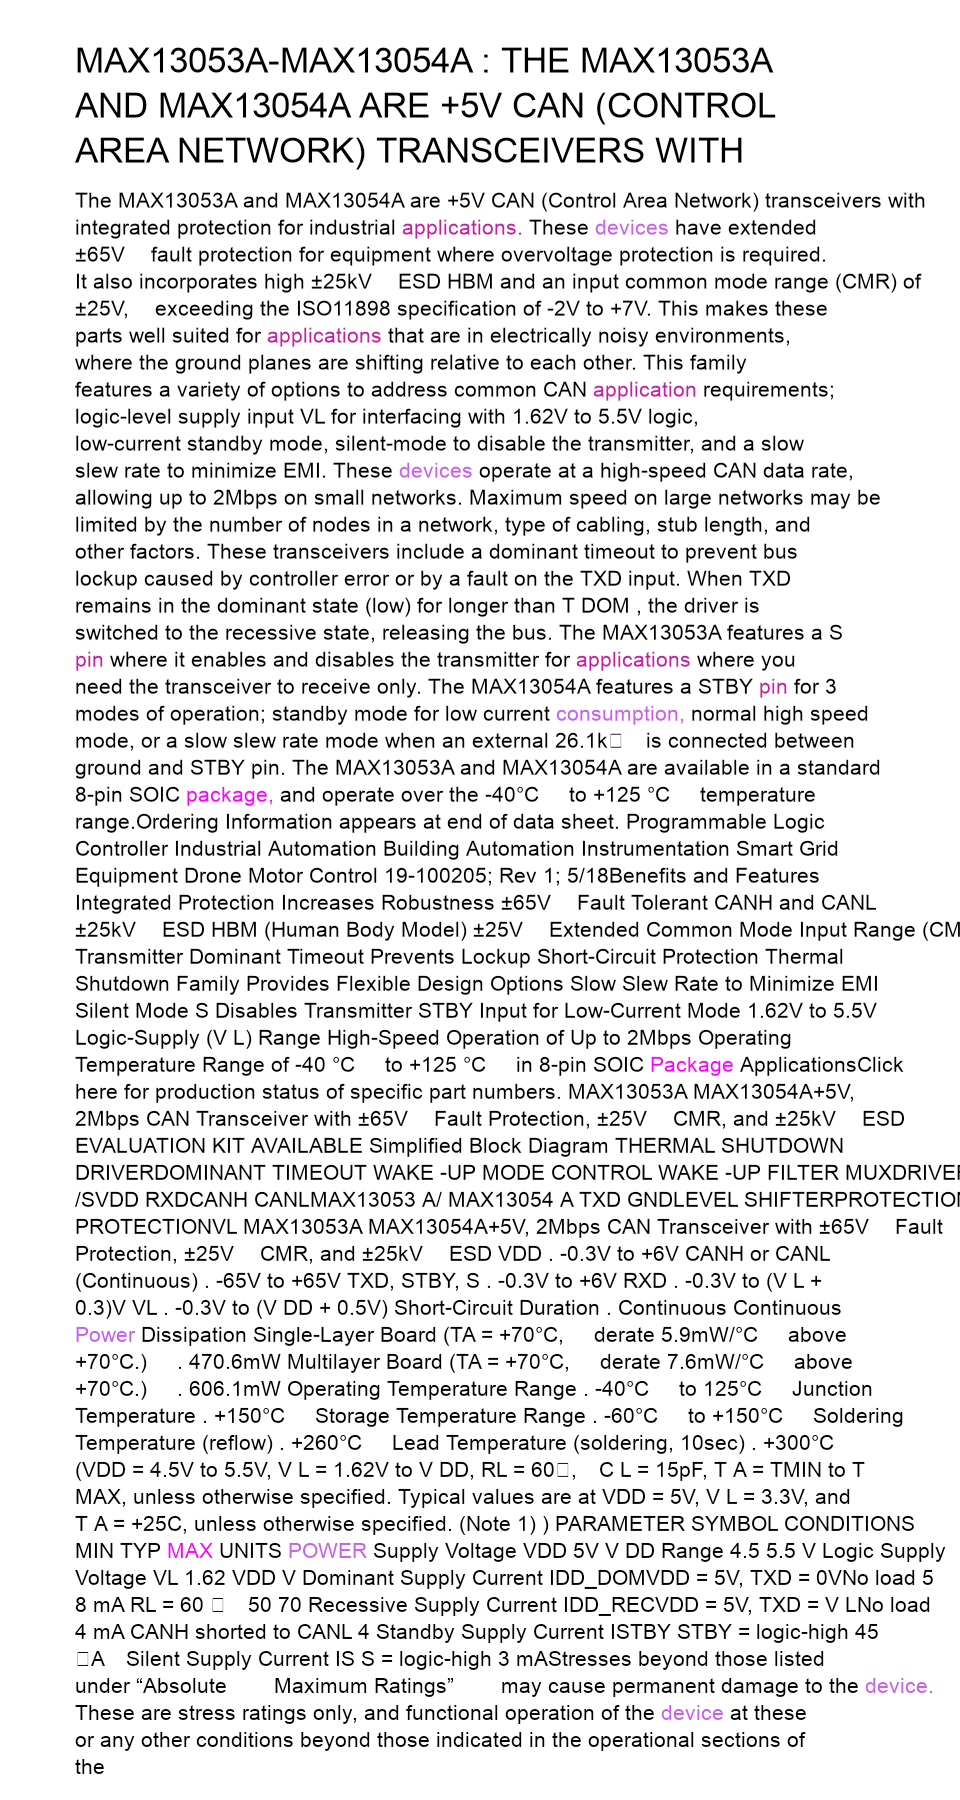 MAX13053A-MAX13054A : THE MAX13053A
AND MAX13054A ARE +5V CAN (CONTROL
AREA NETWORK) TRANSCEIVERS WITH
The MAX13053A and MAX13054A are +5V CAN (Control Area Network) transceivers with
integrated protection for industrial applications. These devices have extended
±65V fault protection for equipment where overvoltage protection is required.
It also incorporates high ±25kV ESD HBM and an input common mode range (CMR) of
±25V, exceeding the ISO11898 specification of -2V to +7V. This makes these
parts well suited for applications that are in electrically noisy environments,
where the ground planes are shifting relative to each other. This family
features a variety of options to address common CAN application requirements;
logic-level supply input VL for interfacing with 1.62V to 5.5V logic,
low-current standby mode, silent-mode to disable the transmitter, and a slow
slew rate to minimize EMI. These devices operate at a high-speed CAN data rate,
allowing up to 2Mbps on small networks. Maximum speed on large networks may be
limited by the number of nodes in a network, type of cabling, stub length, and
other factors. These transceivers include a dominant timeout to prevent bus
lockup caused by controller error or by a fault on the TXD input. When TXD
remains in the dominant state (low) for longer than T DOM , the driver is
switched to the recessive state, releasing the bus. The MAX13053A features a S
pin where it enables and disables the transmitter for applications where you
need the transceiver to receive only. The MAX13054A features a STBY pin for 3
modes of operation; standby mode for low current consumption, normal high speed
mode, or a slow slew rate mode when an external 26.1k is connected between
ground and STBY pin. The MAX13053A and MAX13054A are available in a standard
8-pin SOIC package, and operate over the -40°C to +125 °C temperature
range.Ordering Information appears at end of data sheet. Programmable Logic
Controller Industrial Automation Building Automation Instrumentation Smart Grid
Equipment Drone Motor Control 19-100205; Rev 1; 5/18Benefits and Features
Integrated Protection Increases Robustness ±65V Fault Tolerant CANH and CANL
±25kV ESD HBM (Human Body Model) ±25V Extended Common Mode Input Range (CM
Transmitter Dominant Timeout Prevents Lockup Short-Circuit Protection Thermal
Shutdown Family Provides Flexible Design Options Slow Slew Rate to Minimize EMI
Silent Mode S Disables Transmitter STBY Input for Low-Current Mode 1.62V to 5.5V
Logic-Supply (V L) Range High-Speed Operation of Up to 2Mbps Operating
Temperature Range of -40 °C to +125 °C in 8-pin SOIC Package ApplicationsClick
here for production status of specific part numbers. MAX13053A MAX13054A+5V,
2Mbps CAN Transceiver with ±65V Fault Protection, ±25V CMR, and ±25kV ESD
EVALUATION KIT AVAILABLE Simplified Block Diagram THERMAL SHUTDOWN
DRIVERDOMINANT TIMEOUT WAKE -UP MODE CONTROL WAKE -UP FILTER MUXDRIVER
/SVDD RXDCANH CANLMAX13053 A/ MAX13054 A TXD GNDLEVEL SHIFTERPROTECTION
PROTECTIONVL MAX13053A MAX13054A+5V, 2Mbps CAN Transceiver with ±65V Fault
Protection, ±25V CMR, and ±25kV ESD VDD . -0.3V to +6V CANH or CANL
(Continuous) . -65V to +65V TXD, STBY, S . -0.3V to +6V RXD . -0.3V to (V L +
0.3)V VL . -0.3V to (V DD + 0.5V) Short-Circuit Duration . Continuous Continuous
Power Dissipation Single-Layer Board (TA = +70°C, derate 5.9mW/°C above
+70°C.) . 470.6mW Multilayer Board (TA = +70°C, derate 7.6mW/°C above
+70°C.) . 606.1mW Operating Temperature Range . -40°C to 125°C Junction
Temperature . +150°C Storage Temperature Range . -60°C to +150°C Soldering
Temperature (reflow) . +260°C Lead Temperature (soldering, 10sec) . +300°C
(VDD = 4.5V to 5.5V, V L = 1.62V to V DD, RL = 60, C L = 15pF, T A = TMIN to T
MAX, unless otherwise specified. Typical values are at VDD = 5V, V L = 3.3V, and
T A = +25C, unless otherwise specified. (Note 1) ) PARAMETER SYMBOL CONDITIONS
MIN TYP MAX UNITS POWER Supply Voltage VDD 5V V DD Range 4.5 5.5 V Logic Supply
Voltage VL 1.62 VDD V Dominant Supply Current IDD_DOMVDD = 5V, TXD = 0VNo load 5
8 mA RL = 60 50 70 Recessive Supply Current IDD_RECVDD = 5V, TXD = V LNo load
4 mA CANH shorted to CANL 4 Standby Supply Current ISTBY STBY = logic-high 45
A Silent Supply Current IS S = logic-high 3 mAStresses beyond those listed
under “Absolute Maximum Ratings” may cause permanent damage to the device.
These are stress ratings only, and functional operation of the device at these
or any other conditions beyond those indicated in the operational sections of
the